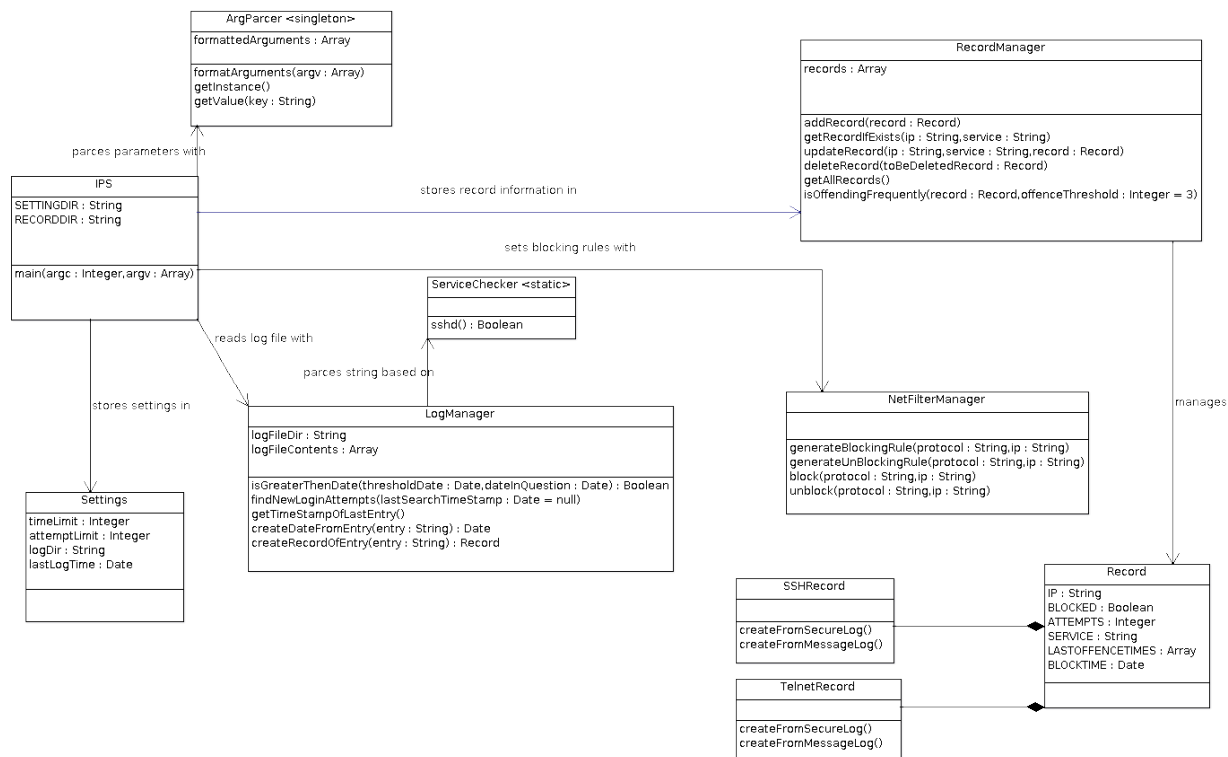 ArgParcer <singleton>
formattedArguments : Array
formatArguments(argv : Array)
getInstance()
getValue(key : String)
parces parameters with
RecordManager
records : Array
addRecord(record : Record)
getRecordIfExists(ip : String,service : String)
updateRecord(ip : String,service : String,record : Record)
deleteRecord(toBeDeletedRecord : Record)
getAllRecords()
isOffendingFrequently(record : Record,offenceThreshold : Integer = 3)
IPS
SETTINGDIR : String
RECORDDIR : String
main(argc : Integer,argv : Array)
stores record information in
sets blocking rules with
ServiceChecker <static>
sshd() : Boolean
reads log file with
parces string based on
stores settings in
LogManager
logFileDir : String
logFileContents : Array
isGreaterThenDate(thresholdDate : Date,dateInQuestion : Date) : Boolean
findNewLoginAttempts(lastSearchTimeStamp : Date = null)
getTimeStampOfLastEntry()
createDateFromEntry(entry : String) : Date
createRecordOfEntry(entry : String) : Record
NetFilterManager
generateBlockingRule(protocol : String,ip : String)
generateUnBlockingRule(protocol : String,ip : String)
block(protocol : String,ip : String)
unblock(protocol : String,ip : String)
manages
Settings
timeLimit : Integer
attemptLimit : Integer
logDir : String
lastLogTime : Date
SSHRecord
createFromSecureLog()
createFromMessageLog()
Record
IP : String
BLOCKED : Boolean
ATTEMPTS : Integer
SERVICE : String
LASTOFFENCETIMES : Array
BLOCKTIME : Date
TelnetRecord
createFromSecureLog()
createFromMessageLog()